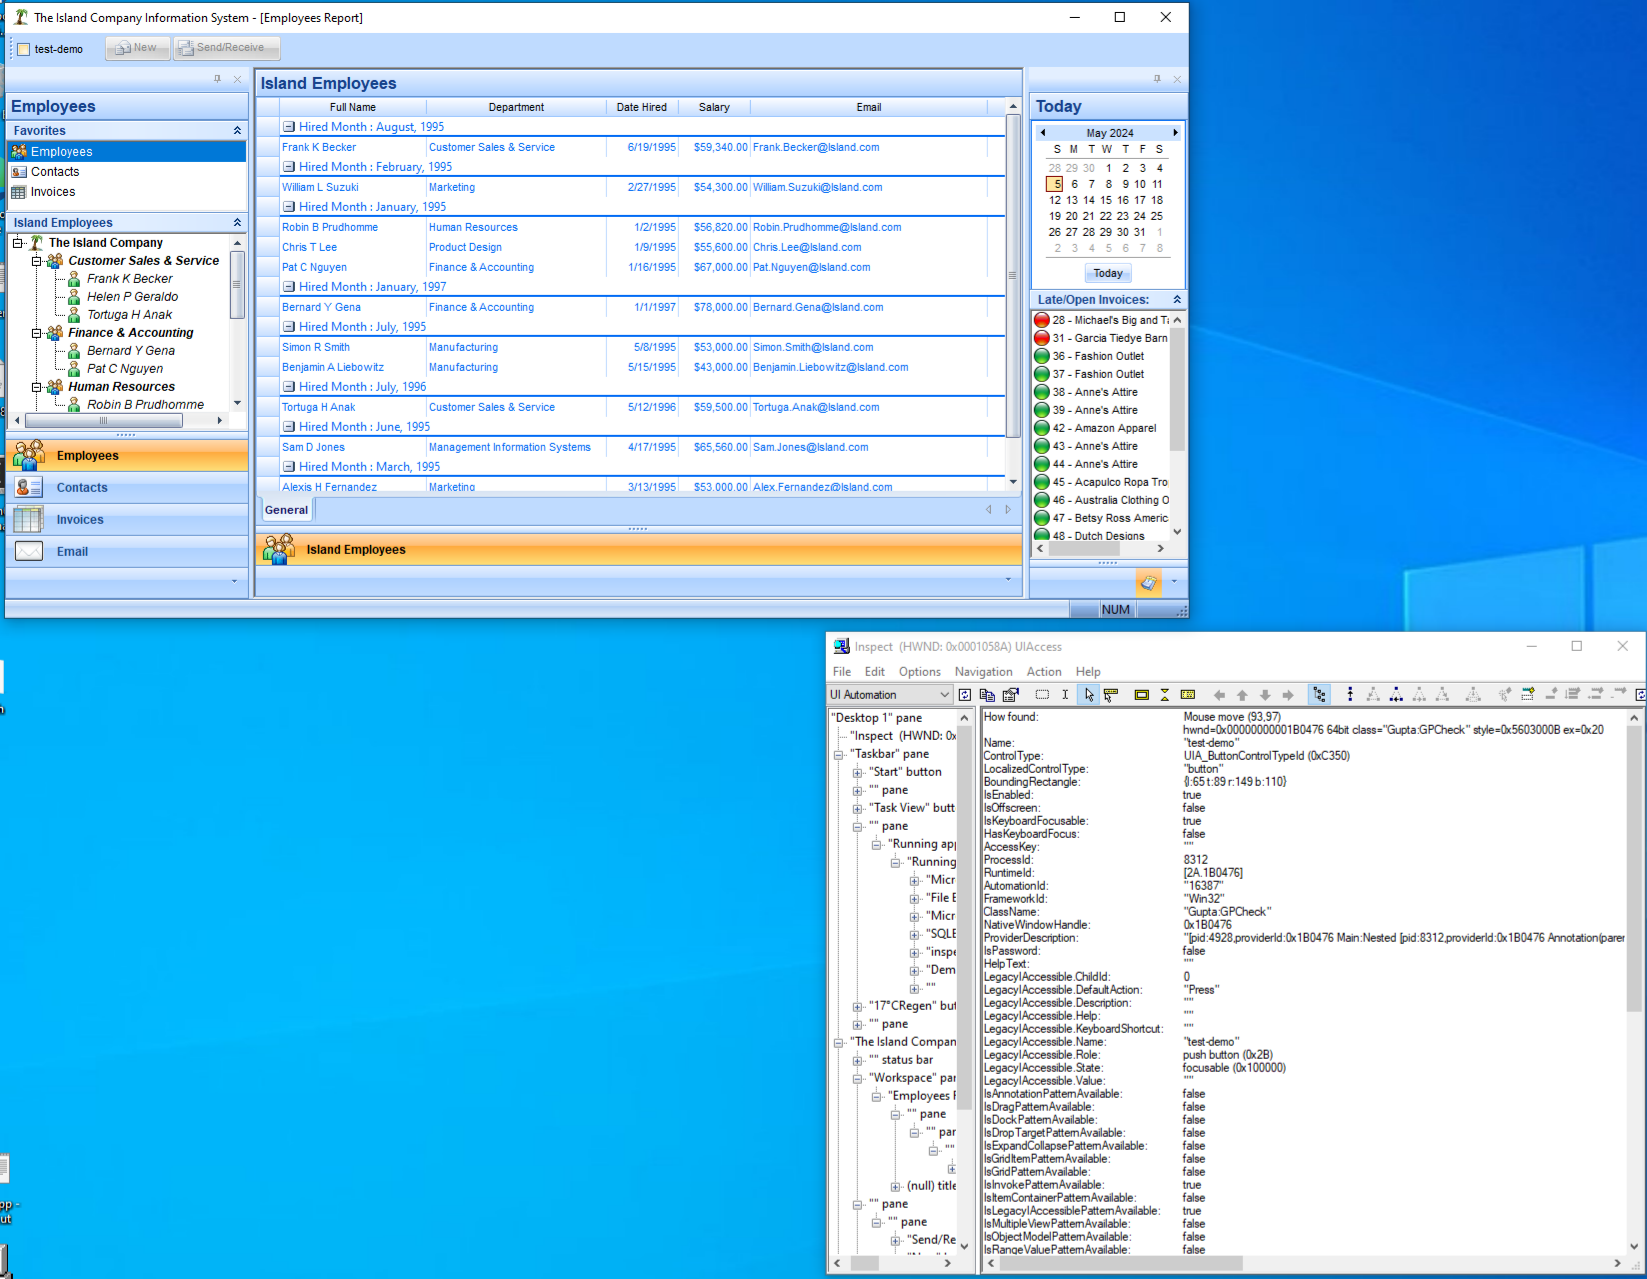 The Island Company Information System - [Employees Report]
test-demo
New
Send/Receive
Employees
Favorites
Employees
Contacts
Invoices
Island Employees
The Island Company
Customer Sales & Service
Frank K Becker
Helen P Geraldo
Tortuga H Anak
Finance & Accounting
Bernard Y Gena
Pat C Nguyen
Human Resources
Robin B Prudhomme
Employees
Contacts
Invoices
Email
Island Employees
Full Name Department Date Hired Salary Email
Hired Month : August, 1995
Frank K Becker Customer Sales & Service 6/19/1995 $59,340.00 Frank.Becker@Island.com
Hired Month : February, 1995
William L Suzuki Marketing 2/27/1995 $54,300.00 William.Suzuki@Island.com
Hired Month : January, 1995
Robin B Prudhomme Human Resources 1/2/1995 $56,820.00 Robin.Prudhomme@Island.com
Chris T Lee Product Design 1/9/1995 $55,600.00 Chris.Lee@Island.com
Pat C Nguyen Finance & Accounting 1/16/1995 $67,000.00 Pat.Nguyen@Island.com
Hired Month : January, 1997
Bernard Y Gena Finance & Accounting 1/1/1997 $78,000.00 Bernard.Gena@Island.com
Hired Month : July, 1995
Simon R Smith Manufacturing 5/8/1995 $53,000.00 Simon.Smith@Island.com
Benjamin A Liebowitz Manufacturing 5/15/1995 $43,000.00 Benjamin.Liebowitz@Island.com
Hired Month : July, 1996
Tortuga H Anak Customer Sales & Service 5/12/1996 $59,500.00 Tortuga.Anak@Island.com
Hired Month : June, 1995
Sam D Jones Management Information Systems 4/17/1995 $65,560.00 Sam.Jones@Island.com
Hired Month : March, 1995
Alexis H Fernandez Marketing 3/13/1995 $53,000.00 Alex.Fernandez@Island.com
General
Island Employees
Today
May 2024
S M T W T F S
28 29 30 1 2 3 4
5 6 7 8 9 10 11
12 13 14 15 16 17 18
19 20 21 22 23 24 25
26 27 28 29 30 31 1
2 3 4 5 6 7 8
Today
Late/Open Invoices:
28 - Michael's Big and Ta
31 - Garcia Tiedye Barn
36 - Fashion Outlet
37 - Fashion Outlet
38 - Anne's Attire
39 - Anne's Attire
42 - Amazon Apparel
43 - Anne's Attire
44 - Anne's Attire
45 - Acapulco Ropa Tro
46 - Australia Clothing O
47 - Betsy Ross Americ
48 - Dutch Designs
NUM
Inspect (HWND: 0x0001058A) UIAccess
File Edit Options Navigation Action Help
UI Automation
"Desktop 1" pane
"Inspect (HWND: 0x
"Taskbar" pane
"Start" button
"" pane
"Task View" butt
"" pane
"Running app
"Running
"Micr
"File E
"Micr
"SQLE
"inspe
"Dem
""
"17°CRegen" but
"" pane
"The Island Compan
"" status bar
"Workspace" par
"Employees F
"" pane
"" par
""
(null) title
"" pane
"" pane
"Send/Re
How found: Mouse move (93,97)
hwnd=0x00000000001B0476 64bit class="Gupta:GPCheck" style=0x5603000B ex=0x20
Name: "test-demo"
ControlType: UIA_ButtonControlTypeId (0xC350)
LocalizedControlType: "button"
BoundingRectangle: {l:65 t:89 r:149 b:110}
IsEnabled: true
IsOffscreen: false
IsKeyboardFocusable: true
HasKeyboardFocus: false
AccessKey: ""
ProcessId: 8312
RuntimeId: [2A.1B0476]
AutomationId: "16387"
FrameworkId: "Win32"
ClassName: "Gupta:GPCheck"
NativeWindowHandle: 0x1B0476
ProviderDescription: "[pid:4928,providerId:0x1B0476 Main:Nested [pid:8312,providerId:0x1B0476 Annotation(parer
IsPassword: false
HelpText: ""
LegacyIAccessible.ChildId: 0
LegacyIAccessible.DefaultAction: "Press"
LegacyIAccessible.Description: ""
LegacyIAccessible.Help: ""
LegacyIAccessible.KeyboardShortcut: ""
LegacyIAccessible.Name: "test-demo"
LegacyIAccessible.Role: push button (0x2B)
LegacyIAccessible.State: focusable (0x100000)
LegacyIAccessible.Value: ""
IsAnnotationPatternAvailable: false
IsDragPatternAvailable: false
IsDockPatternAvailable: false
IsDropTargetPatternAvailable: false
IsExpandCollapsePatternAvailable: false
IsGridItemPatternAvailable: false
IsGridPatternAvailable: false
IsInvokePatternAvailable: true
IsItemContainerPatternAvailable: false
IsLegacyIAccessiblePatternAvailable: true
IsMultipleViewPatternAvailable: false
IsObjectModelPatternAvailable: false
IsRangeValuePatternAvailable: false
pp -
ut